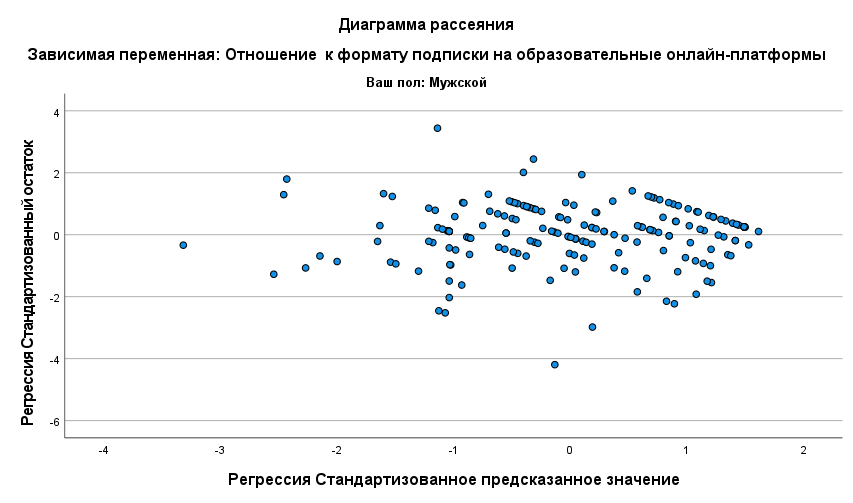 Диаграмма рассеяния
Зависимая переменная: Отношение к формату подписки на образовательные онлайн-платформы
Ваш пол: Мужской
Регрессия Стандартизованный остаток
4
2
0
-2
-4
-6
-4
-3
-2
-1
0
1
2
Регрессия Стандартизованное предсказанное значение